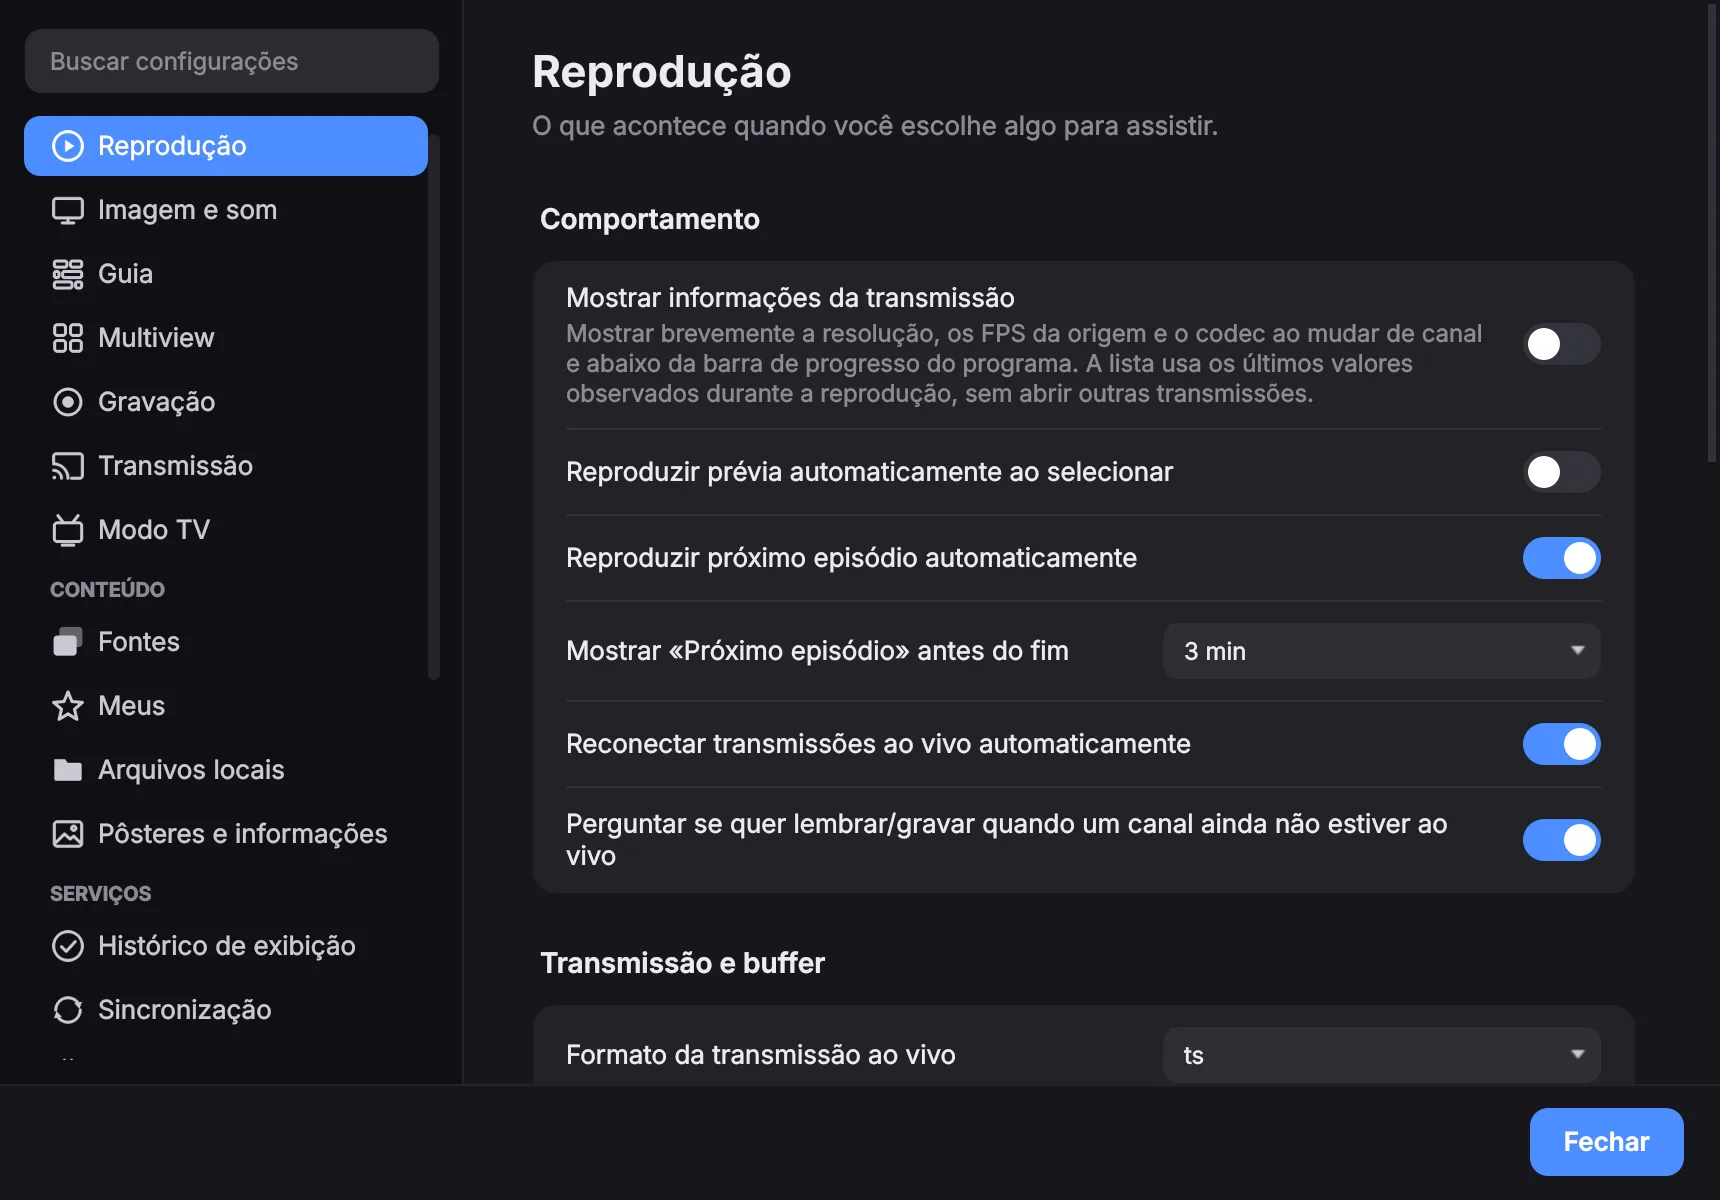 Buscar configurações
Reprodução
Imagem e som
Guia
Multiview
Gravação
Transmissão
Modo TV
CONTEÚDO
Fontes
Meus
Arquivos locais
Pôsteres e informações
SERVIÇOS
Histórico de exibição
Sincronização
Reprodução
O que acontece quando você escolhe algo para assistir.
Comportamento
Mostrar informações da transmissão
Mostrar brevemente a resolução, os FPS da origem e o codec ao mudar de canal
e abaixo da barra de progresso do programa. A lista usa os últimos valores
observados durante a reprodução, sem abrir outras transmissões.
Reproduzir prévia automaticamente ao selecionar
Reproduzir próximo episódio automaticamente
Mostrar «Próximo episódio» antes do fim
3 min
Reconectar transmissões ao vivo automaticamente
Perguntar se quer lembrar/gravar quando um canal ainda não estiver ao
vivo
Transmissão e buffer
Formato da transmissão ao vivo
ts
Fechar